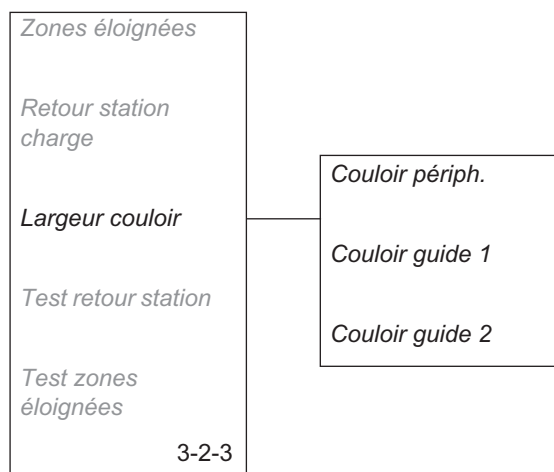 Zones éloignées
Retour station
charge
Largeur couloir
Test retour station
Test zones
éloignées
3-2-3
Couloir périph.
Couloir guide 1
Couloir guide 2